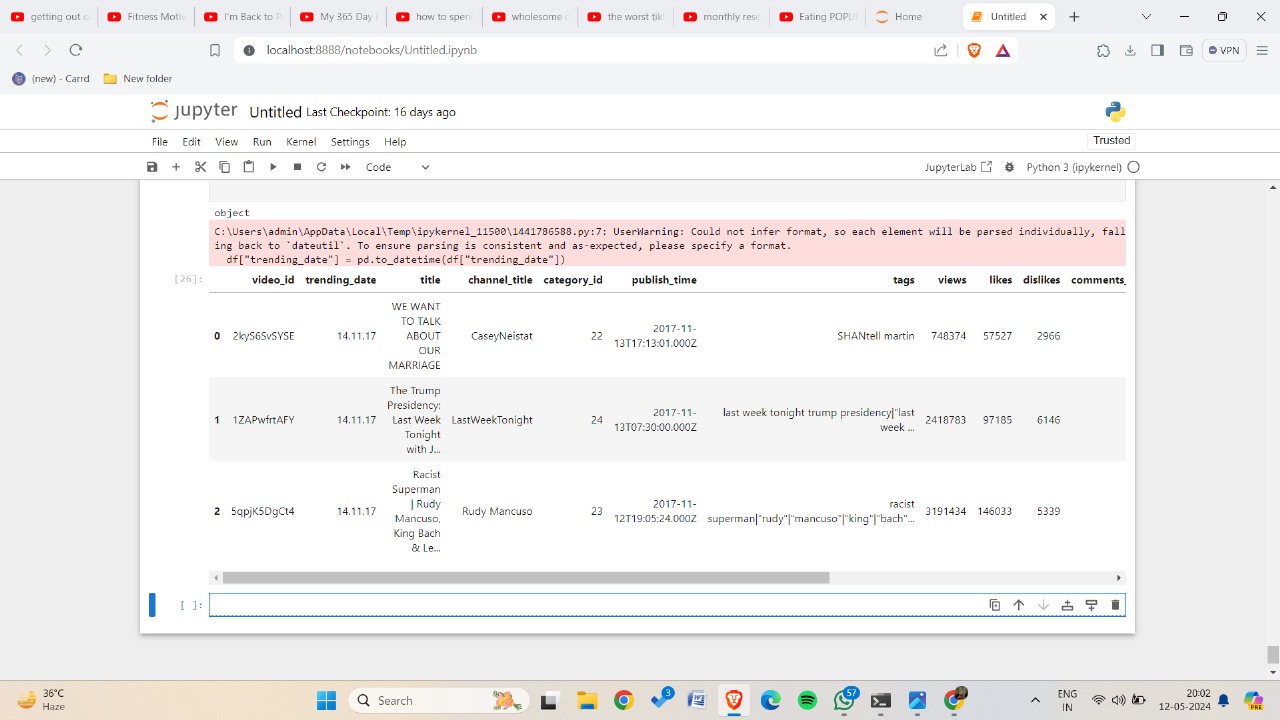 getting out o
Fitness Motiv
I'm Back to A
My 365 Day I
how to spend
wholesome d
the worst tikt
monthly rese
Eating POPUL
Home
Untitled
localhost:8888/notebooks/Untitled.ipynb
VPN
(new) - Carrd
New folder
jupyter Untitled Last Checkpoint: 16 days ago
File Edit View Run Kernel Settings Help
Trusted
Code
JupyterLab
Python 3 (ipykernel)
object
C:\Users\admin\AppData\Local\Temp\ipykernel_11500\1441786588.py:7: UserWarning: Could not infer format, so each element will be parsed individually, fall
ing back to `dateutil`. To ensure parsing is consistent and as-expected, please specify a format.
df["trending_date"] = pd.to_datetime(df["trending_date"])
[26]:
video_id trending_date title channel_title category_id publish_time tags views likes dislikes comments_
0 2kyS6SvSYSE 14.11.17 WE WANT TO TALK ABOUT OUR MARRIAGE CaseyNeistat 22 2017-11-13T17:13:01.000Z SHANtell martin 748374 57527 2966
1 1ZAPwfrtAFY 14.11.17 The Trump Presidency: Last Week Tonight with J... LastWeekTonight 24 2017-11-13T07:30:00.000Z last week tonight trump presidency|"last week ... 2418783 97185 6146
2 5qpjK5DgCt4 14.11.17 Racist Superman | Rudy Mancuso, King Bach & Le... Rudy Mancuso 23 2017-11-12T19:05:24.000Z racist superman|"rudy"|"mancuso"|"king"|"bach"... 3191434 146033 5339
[ ]:
36°C
Haze
Search
3
57
ENG
IN
20:02
12-05-2024
PRE